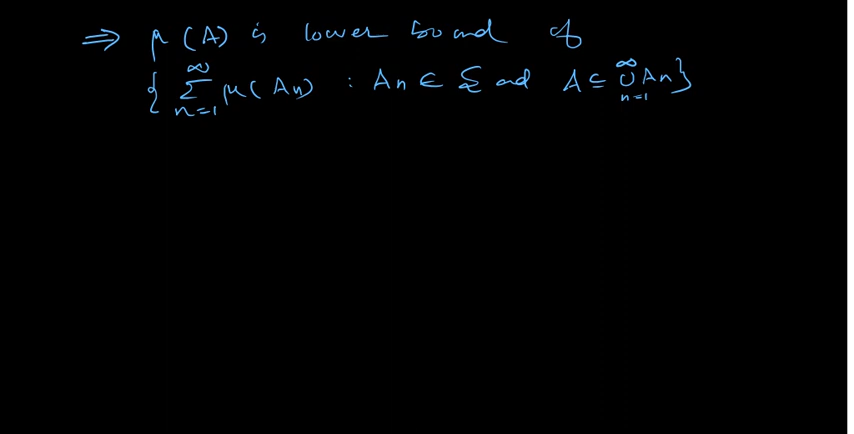 ⇒ μ(A) is lower bound of
{ ∑_{n=1}^{∞} μ(An) : An ∈ Σ and A ⊆ ∪_{n=1}^{∞} An }